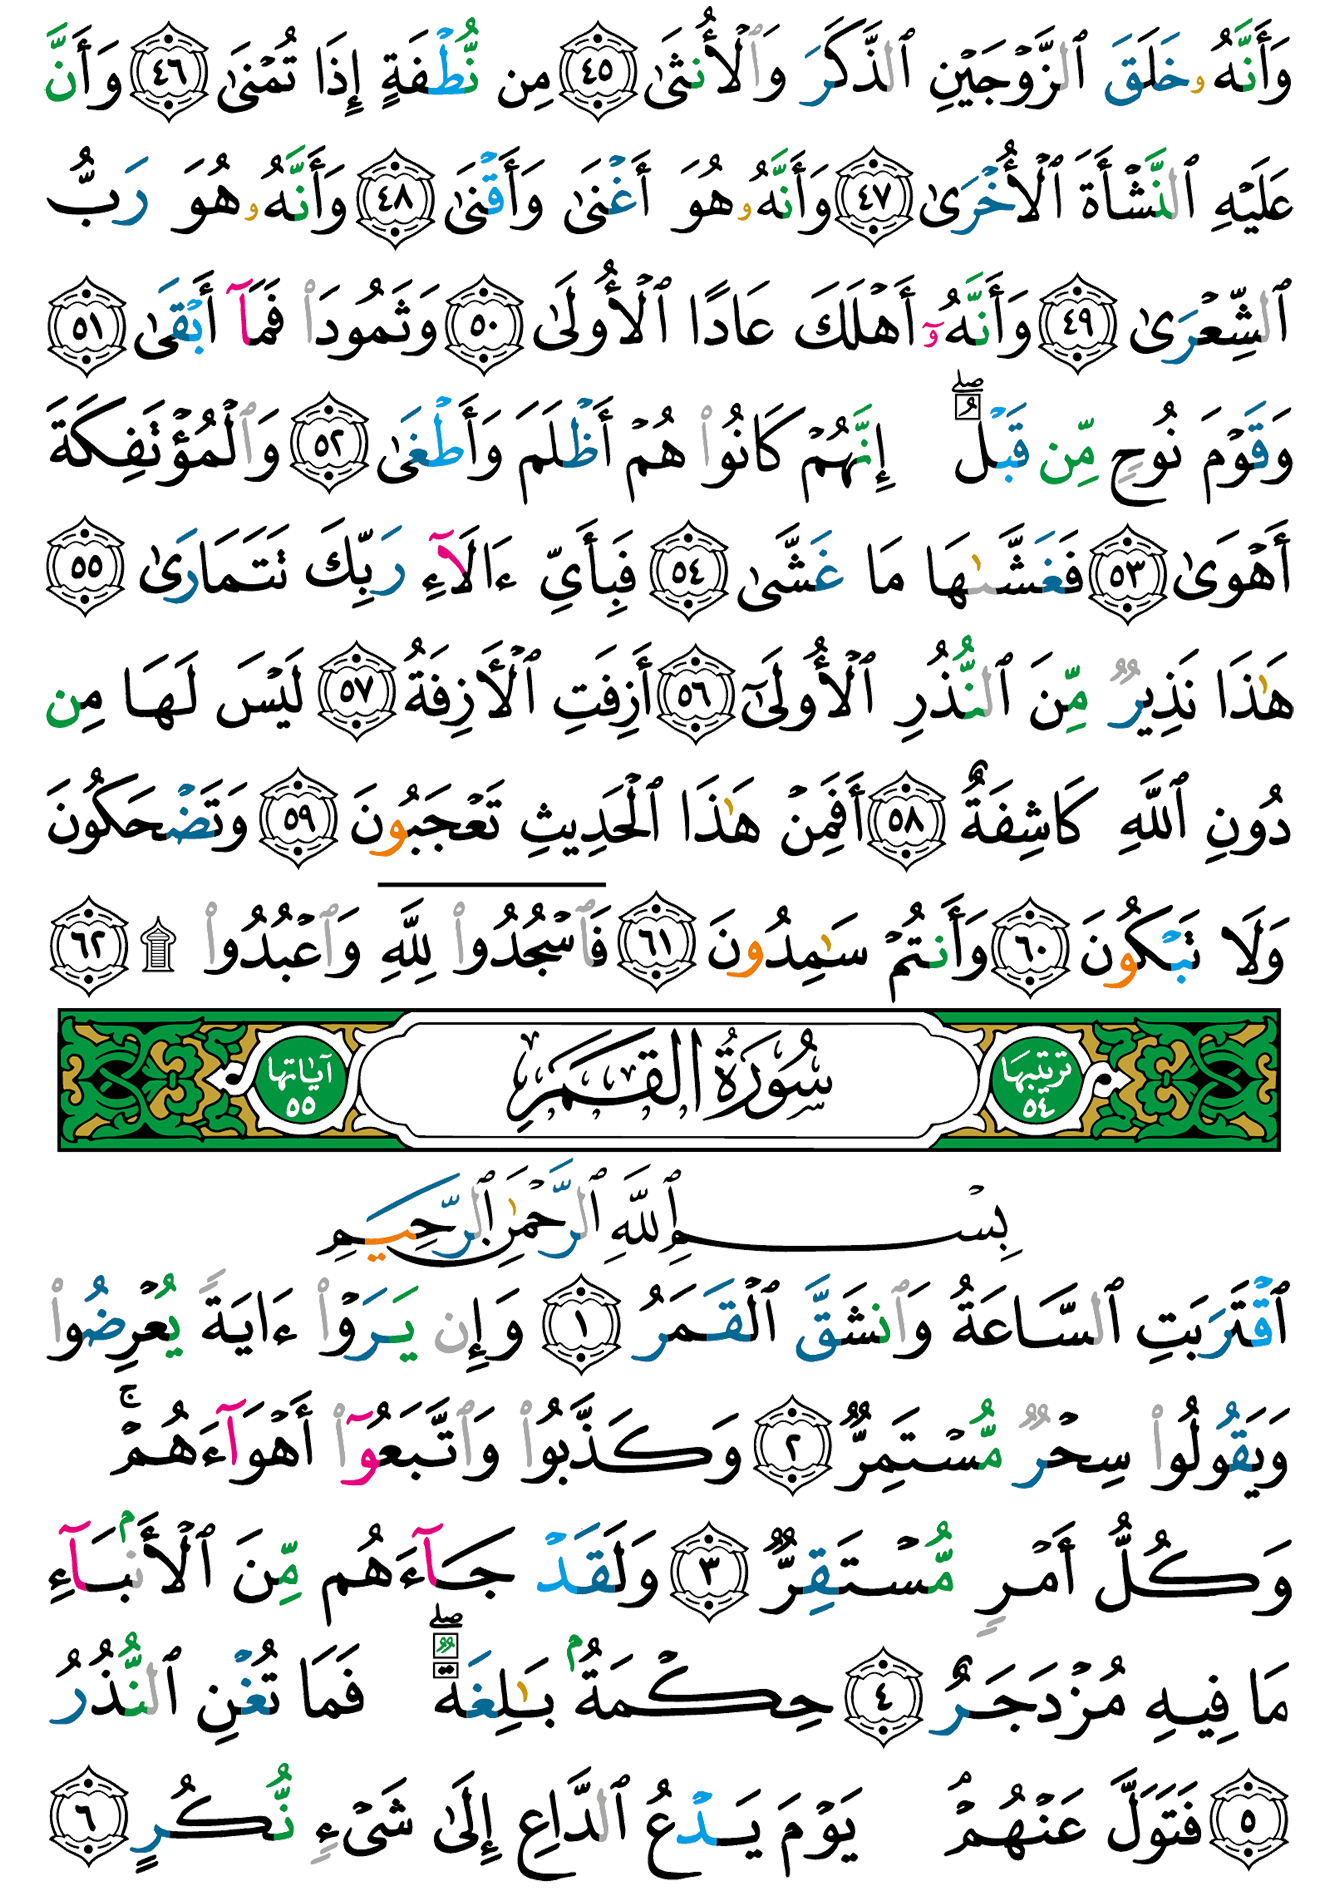 وَأَنَّهُۥ خَلَقَ ٱلزَّوۡجَيۡنِ ٱلذَّكَرَ وَٱلۡأُنثَىٰ ٤٥ مِن نُّطۡفَةٍ إِذَا تُمۡنَىٰ ٤٦ وَأَنَّ
عَلَيۡهِ ٱلنَّشۡأَةَ ٱلۡأُخۡرَىٰ ٤٧ وَأَنَّهُۥ هُوَ أَغۡنَىٰ وَأَقۡنَىٰ ٤٨ وَأَنَّهُۥ هُوَ رَبُّ
ٱلشِّعۡرَىٰ ٤٩ وَأَنَّهُۥٓ أَهۡلَكَ عَادًا ٱلۡأُولَىٰ ٥٠ وَثَمُودَاْ فَمَآ أَبۡقَىٰ ٥١
وَقَوۡمَ نُوحٖ مِّن قَبۡلُۖ إِنَّهُمۡ كَانُواْ هُمۡ أَظۡلَمَ وَأَطۡغَىٰ ٥٢ وَٱلۡمُؤۡتَفِكَةَ
أَهۡوَىٰ ٥٣ فَغَشَّىٰهَا مَا غَشَّىٰ ٥٤ فَبِأَيِّ ءَالَآءِ رَبِّكَ تَتَمَارَىٰ ٥٥
هَٰذَا نَذِيرٞ مِّنَ ٱلنُّذُرِ ٱلۡأُولَىٰٓ ٥٦ أَزِفَتِ ٱلۡأٓزِفَةُ ٥٧ لَيۡسَ لَهَا مِن
دُونِ ٱللَّهِ كَاشِفَةٌ ٥٨ أَفَمِنۡ هَٰذَا ٱلۡحَدِيثِ تَعۡجَبُونَ ٥٩ وَتَضۡحَكُونَ
وَلَا تَبۡكُونَ ٦٠ وَأَنتُمۡ سَٰمِدُونَ ٦١ فَٱسۡجُدُواْ لِلَّهِ وَٱعۡبُدُواْ ۩ ٦٢
ترتيبها ٥٤ سُورَةُ القَمَرِ آياتها ٥٥
بِسۡمِ ٱللَّهِ ٱلرَّحۡمَٰنِ ٱلرَّحِيمِ
ٱقۡتَرَبَتِ ٱلسَّاعَةُ وَٱنشَقَّ ٱلۡقَمَرُ ١ وَإِن يَرَوۡاْ ءَايَةٗ يُعۡرِضُواْ
وَيَقُولُواْ سِحۡرٞ مُّسۡتَمِرّٞ ٢ وَكَذَّبُواْ وَٱتَّبَعُوٓاْ أَهۡوَآءَهُمۡۚ
وَكُلُّ أَمۡرٖ مُّسۡتَقِرّٞ ٣ وَلَقَدۡ جَآءَهُم مِّنَ ٱلۡأَنۢبَآءِ
مَا فِيهِ مُزۡدَجَرٌ ٤ حِكۡمَةُۢ بَٰلِغَةٞۖ فَمَا تُغۡنِ ٱلنُّذُرُ
٥ فَتَوَلَّ عَنۡهُمۡۘ يَوۡمَ يَدۡعُ ٱلدَّاعِ إِلَىٰ شَيۡءٖ نُّكُرٍ ٦